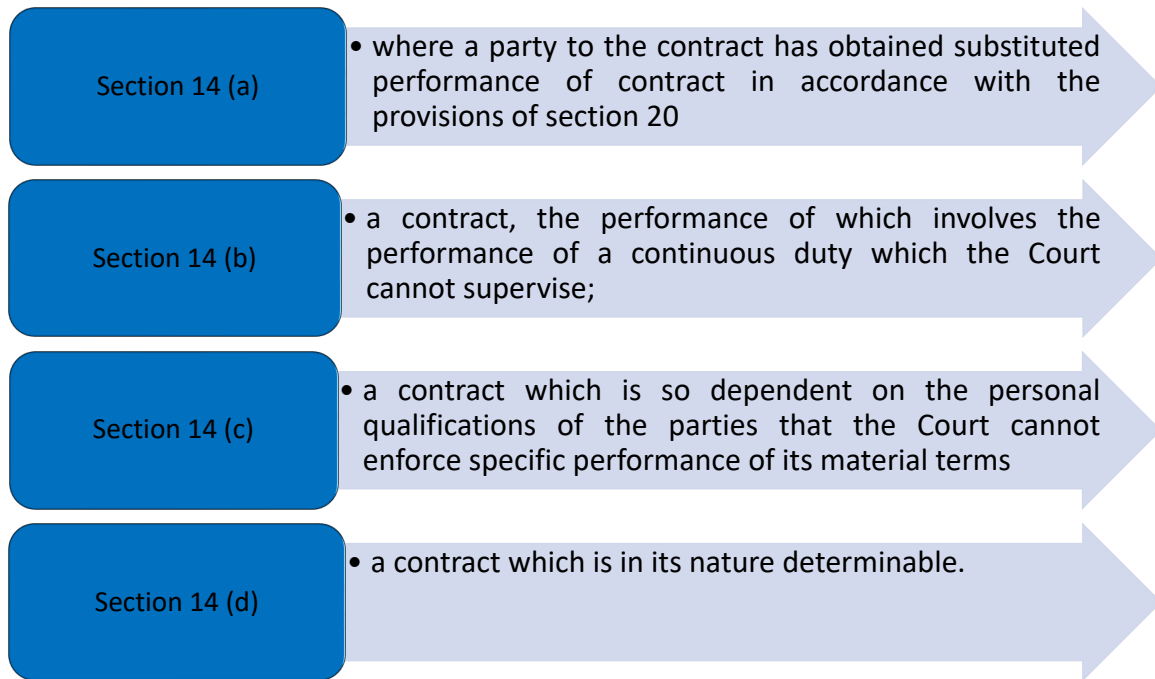 Section 14 (a)
• where a party to the contract has obtained substituted
performance of contract in accordance with the
provisions of section 20
Section 14 (b)
• a contract, the performance of which involves the
performance of a continuous duty which the Court
cannot supervise;
Section 14 (c)
• a contract which is so dependent on the personal
qualifications of the parties that the Court cannot
enforce specific performance of its material terms
Section 14 (d)
• a contract which is in its nature determinable.